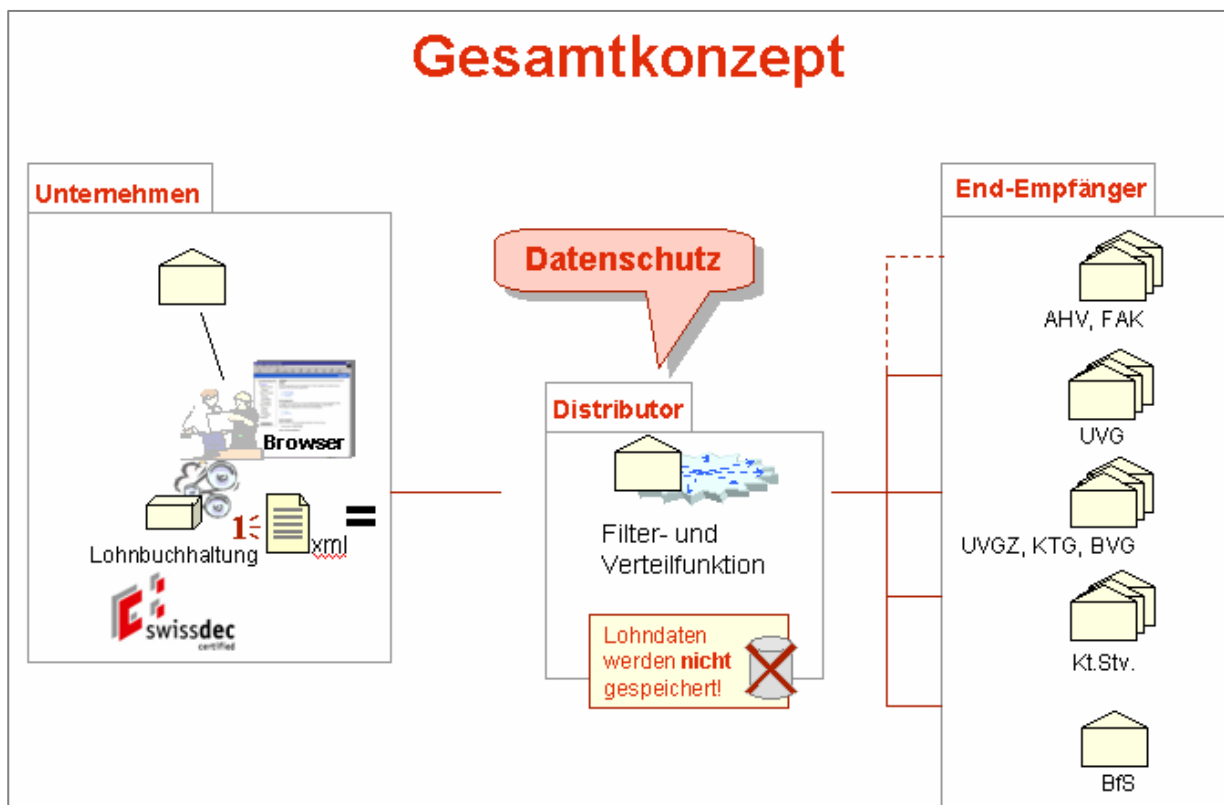 Gesamtkonzept
Unternehmen
Browser
1
xml
=
Lohnbuchhaltung
swissdec
certified
Datenschutz
Distributor
Filter- und
Verteilfunktion
Lohndaten
werden nicht
gespeichert!
End-Empfänger
AHV, FAK
UVG
UVGZ, KTG, BVG
Kt.Stv.
BfS